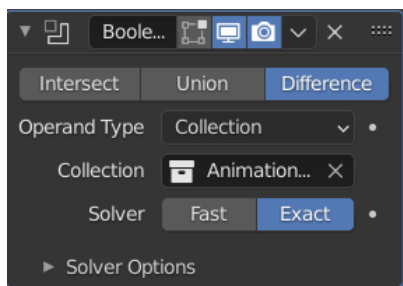 Boole...
Intersect Union Difference
Operand Type Collection
Collection Animation...
Solver Fast Exact
Solver Options